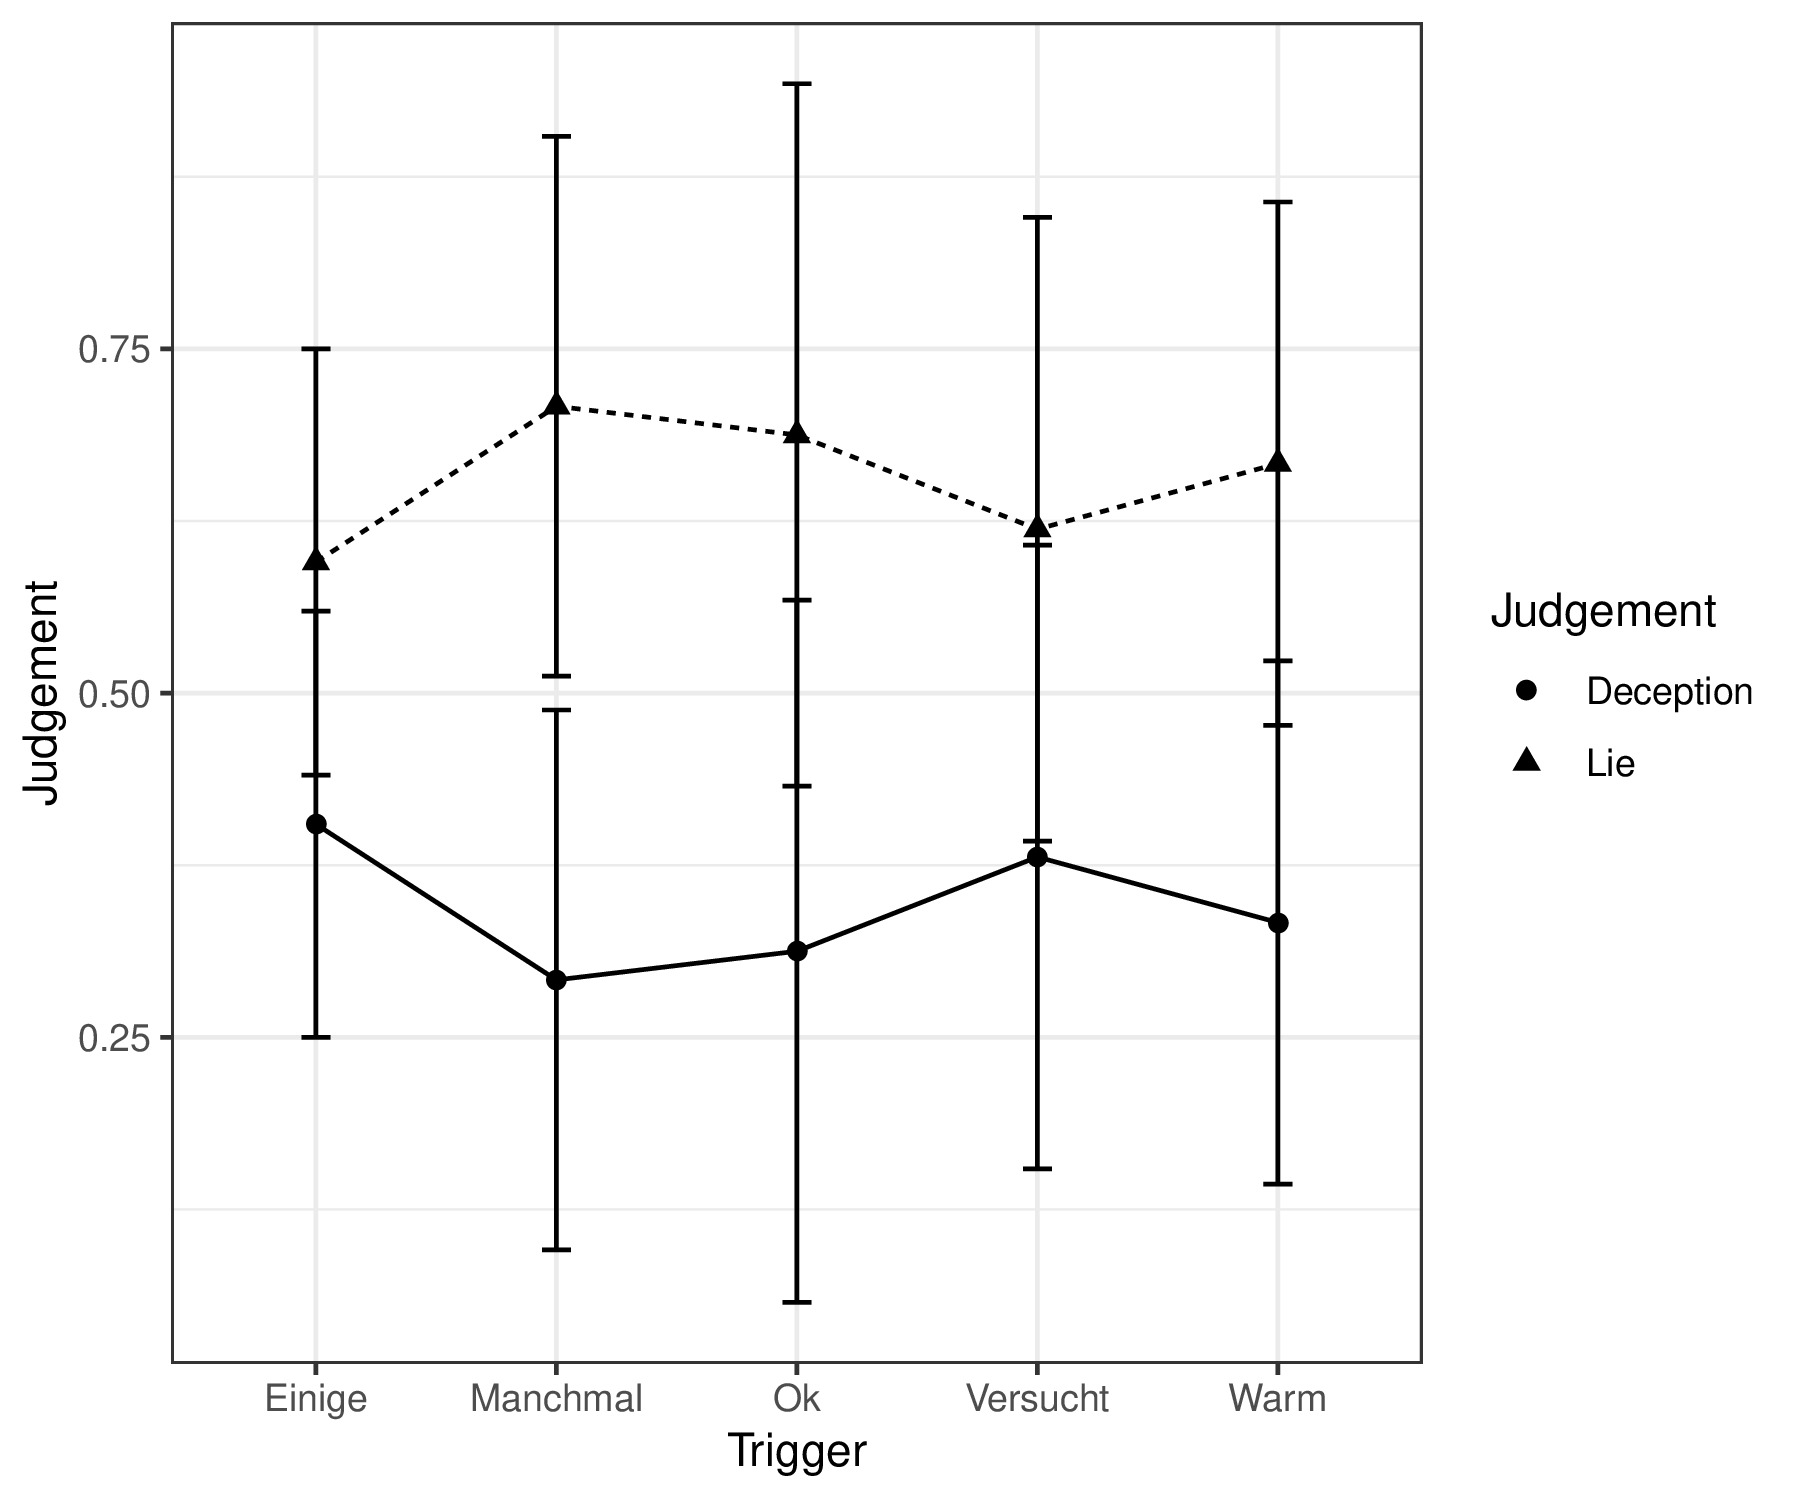 Judgement
0.75
0.50
0.25
Einige Manchmal Ok Versucht Warm
Trigger
Judgement
Deception
Lie